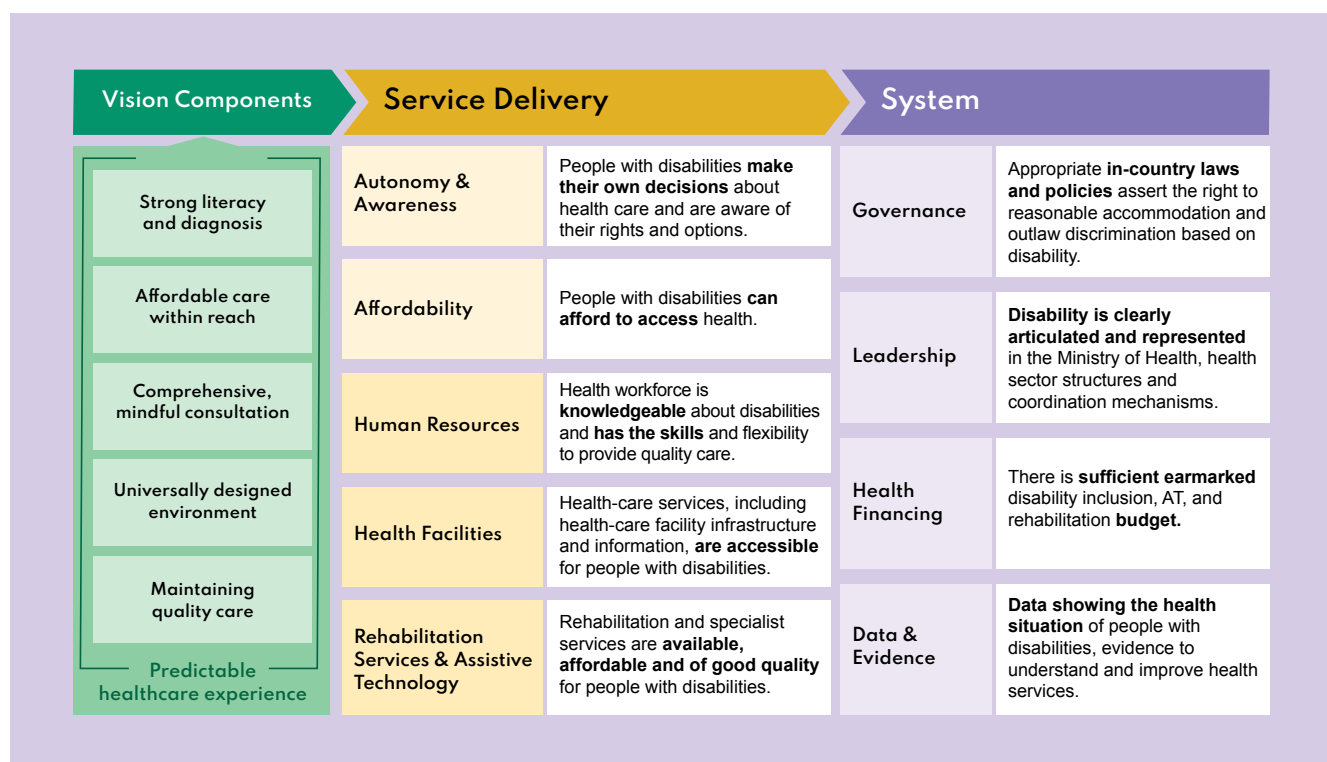 Vision Components
Service Delivery
System
Strong literacy
and diagnosis
Affordable care
within reach
Comprehensive,
mindful consultation
Universally designed
environment
Maintaining
quality care
Predictable
healthcare experience
Autonomy &
Awareness
People with disabilities make
their own decisions about
health care and are aware of
their rights and options.
Affordability
People with disabilities can
afford to access health.
Human Resources
Health workforce is
knowledgeable about disabilities
and has the skills and flexibility
to provide quality care.
Health Facilities
Health-care services, including
health-care facility infrastructure
and information, are accessible
for people with disabilities.
Rehabilitation
Services & Assistive
Technology
Rehabilitation and specialist
services are available,
affordable and of good quality
for people with disabilities.
Governance
Appropriate in-country laws
and policies assert the right to
reasonable accommodation and
outlaw discrimination based on
disability.
Leadership
Disability is clearly
articulated and represented
in the Ministry of Health, health
sector structures and
coordination mechanisms.
Health
Financing
There is sufficient earmarked
disability inclusion, AT, and
rehabilitation budget.
Data &
Evidence
Data showing the health
situation of people with
disabilities, evidence to
understand and improve health
services.